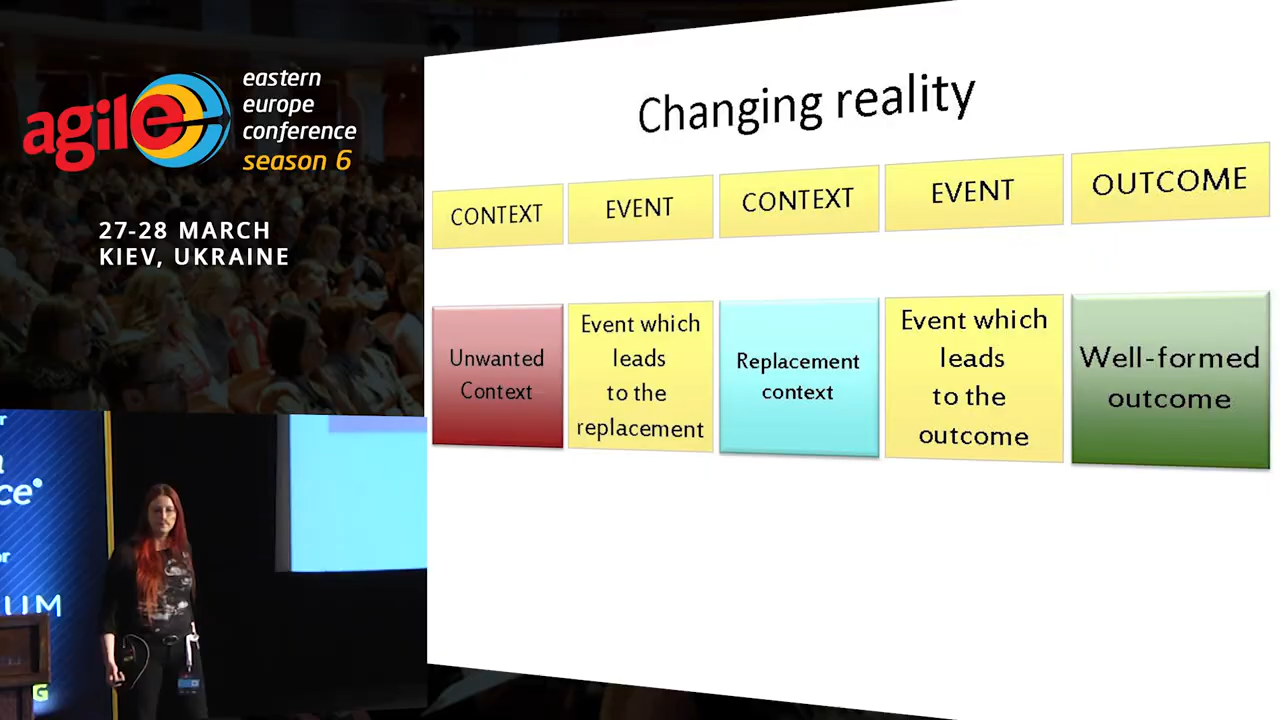 agile
eastern
europe
conference
season 6
27-28 MARCH
KIEV, UKRAINE
Changing reality
CONTEXT
EVENT
CONTEXT
EVENT
OUTCOME
Unwanted
Context
Event which
leads
to the
replacement
Replacement
context
Event which
leads
to the
outcome
Well-formed
outcome